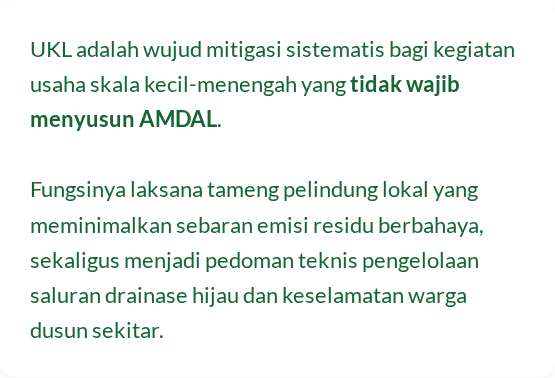 UKL adalah wujud mitigasi sistematis bagi kegiatan
usaha skala kecil-menengah yang tidak wajib
menyusun AMDAL.
Fungsinya laksana tameng pelindung lokal yang
meminimalkan sebaran emisi residu berbahaya,
sekaligus menjadi pedoman teknis pengelolaan
saluran drainase hijau dan keselamatan warga
dusun sekitar.